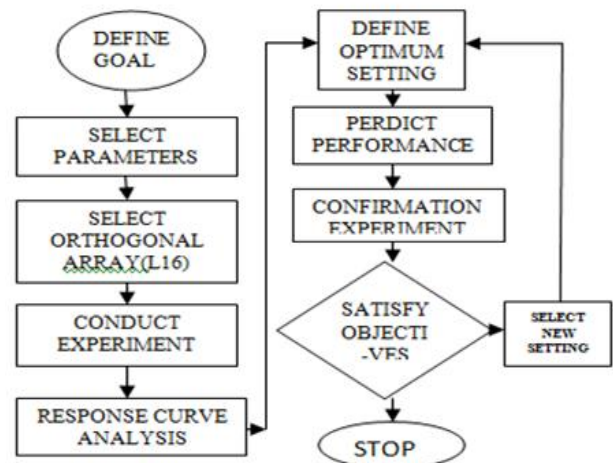 DEFINE
GOAL
SELECT
PARAMETERS
SELECT
ORTHOGONAL
ARRAY(L16)
CONDUCT
EXPERIMENT
RESPONSE CURVE
ANALYSIS
DEFINE
OPTIMUM
SETTING
PERDICT
PERFORMANCE
CONFIRMATION
EXPERIMENT
SATISFY
OBJECTI
-VES
SELECT
NEW
SETTING
STOP